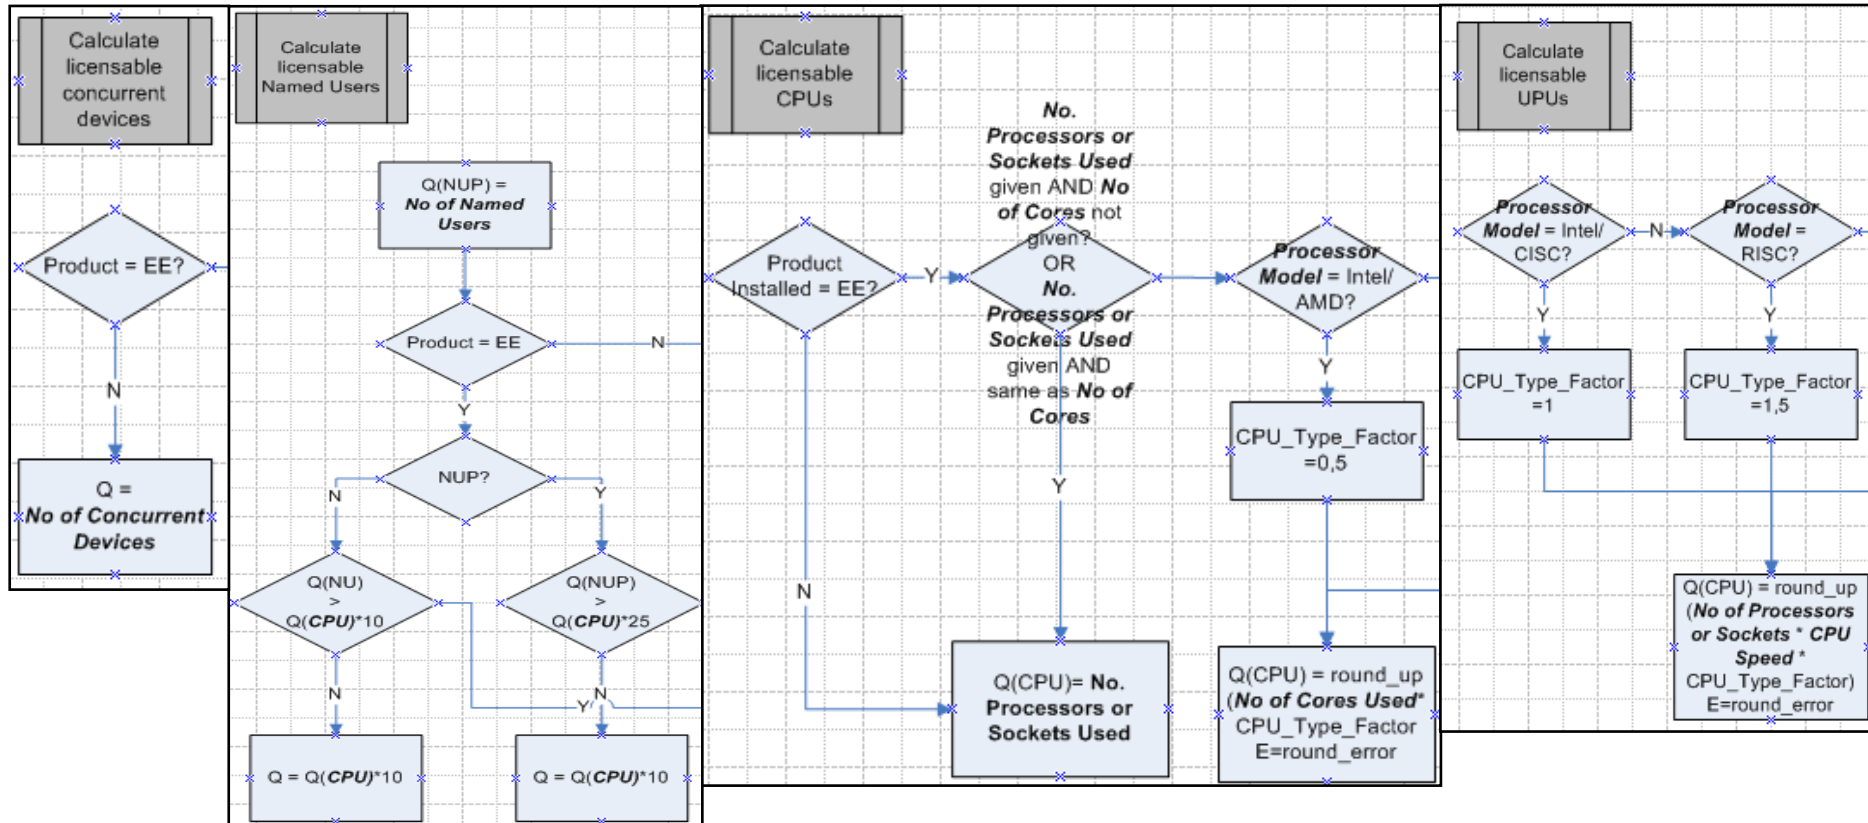 Calculate
licensable
concurrent
devices
Product = EE?
N
Q =
No of Concurrent
Devices
Calculate
licensable
Named Users
Q(NUP) =
No of Named
Users
Product = EE
N
Y
NUP?
N
Y
Q(NU)
>
Q(CPU)*10
Q(NUP)
>
Q(CPU)*25
N
Y
N
Q = Q(CPU)*10
Q = Q(CPU)*10
Calculate
licensable
CPUs
Product
Installed = EE?
Y
N
No.
Processors or
Sockets Used
given AND No
of Cores not
given?
OR
No.
Processors or
Sockets Used
given AND
same as No of
Cores
Y
Q(CPU)= No.
Processors or
Sockets Used
Processor
Model = Intel/
AMD?
Y
CPU_Type_Factor
=0,5
Q(CPU) = round_up
(No of Cores Used*
CPU_Type_Factor
E=round_error
Calculate
licensable
UPUs
Processor
Model = Intel/
CISC?
N
Y
CPU_Type_Factor
=1
Processor
Model =
RISC?
Y
CPU_Type_Factor
=1,5
Q(CPU) = round_up
(No of Processors
or Sockets * CPU
Speed *
CPU_Type_Factor)
E=round_error